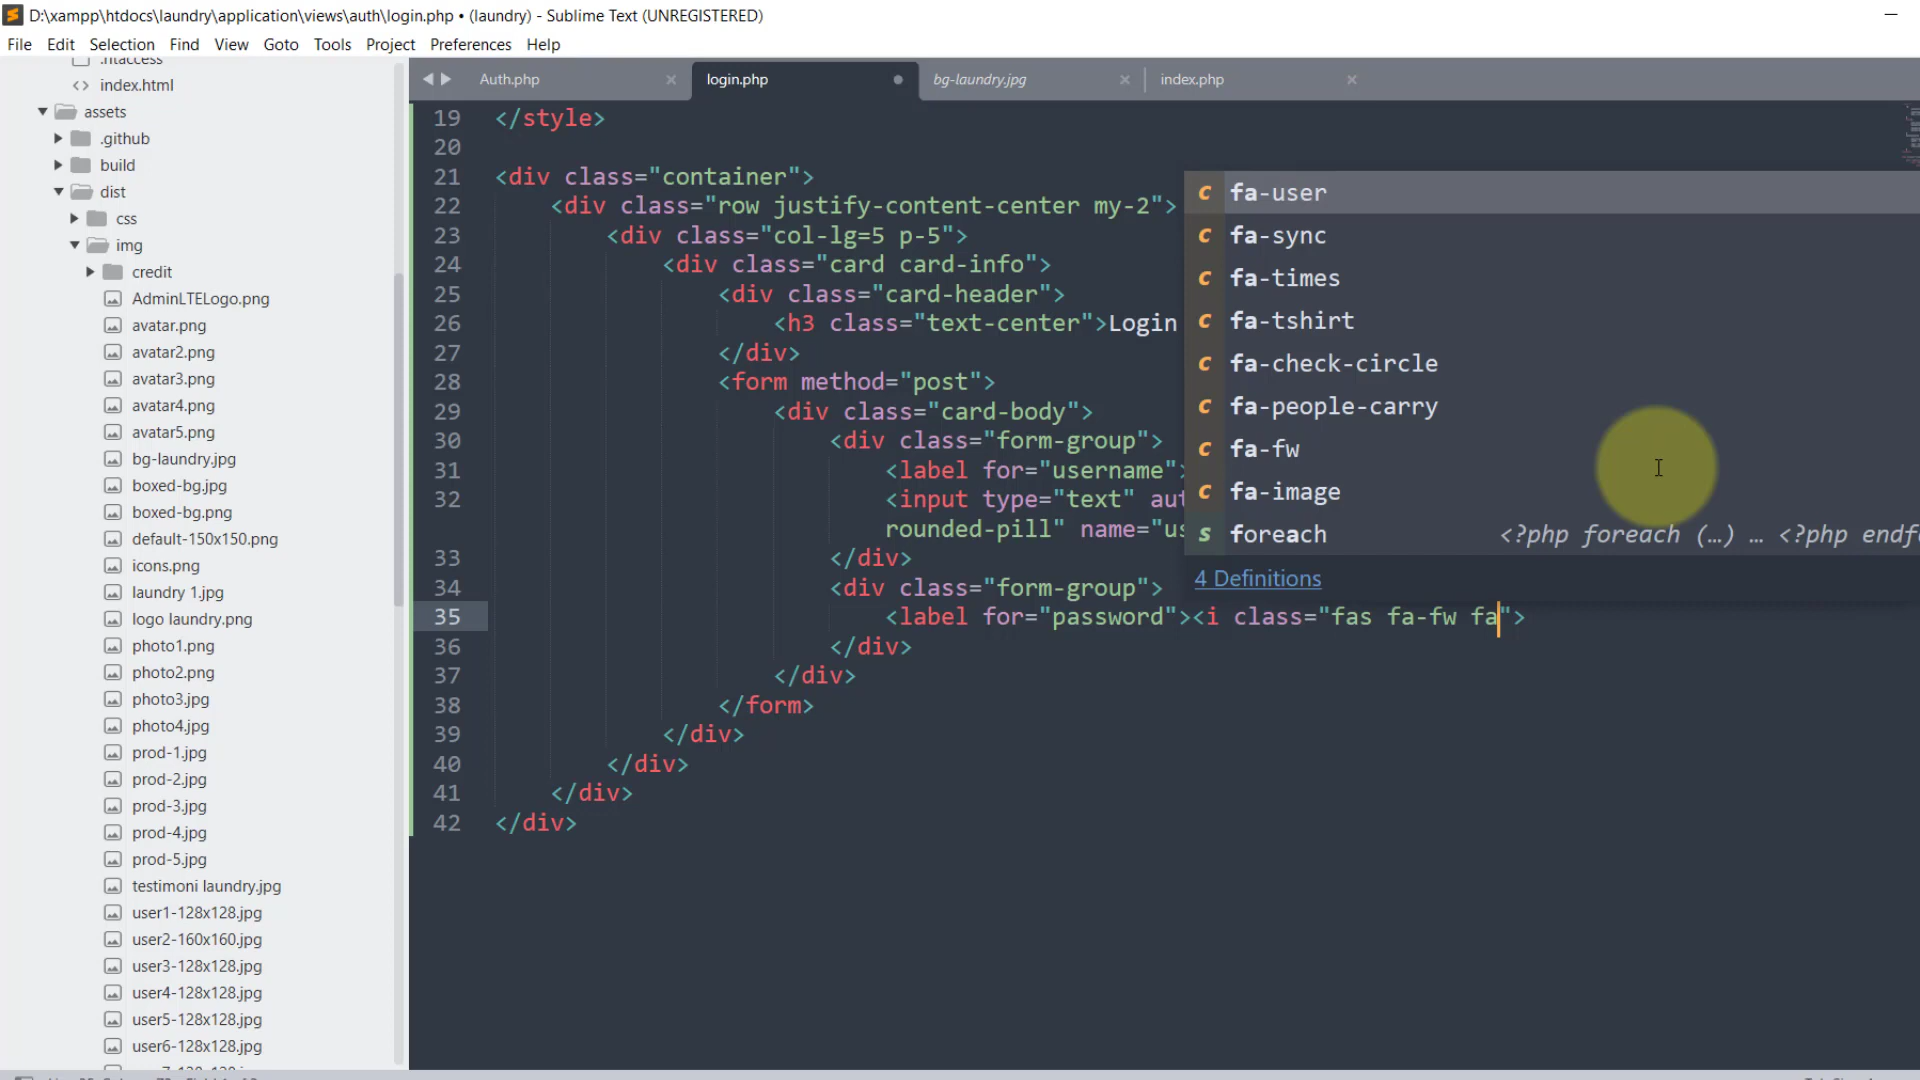 D:\xampp\htdocs\laundry\application\views\auth\login.php • (laundry) - Sublime Text (UNREGISTERED)
File Edit Selection Find View Goto Tools Project Preferences Help
.htaccess
<> index.html
assets
.github
build
dist
css
img
credit
AdminLTELogo.png
avatar.png
avatar2.png
avatar3.png
avatar4.png
avatar5.png
bg-laundry.jpg
boxed-bg.jpg
boxed-bg.png
default-150x150.png
icons.png
laundry 1.jpg
logo laundry.png
photo1.png
photo2.png
photo3.jpg
photo4.jpg
prod-1.jpg
prod-2.jpg
prod-3.jpg
prod-4.jpg
prod-5.jpg
testimoni laundry.jpg
user1-128x128.jpg
user2-160x160.jpg
user3-128x128.jpg
user4-128x128.jpg
user5-128x128.jpg
user6-128x128.jpg
Auth.php login.php bg-laundry.jpg index.php
19 </style>
20
21 <div class="container">
22 <div class="row justify-content-center my-2">
23 <div class="col-lg=5 p-5">
24 <div class="card card-info">
25 <div class="card-header">
26 <h3 class="text-center">Login
27 </div>
28 <form method="post">
29 <div class="card-body">
30 <div class="form-group">
31 <label for="username">
32 <input type="text" aut
rounded-pill" name="us
33 </div>
34 <div class="form-group">
35 <label for="password"><i class="fas fa-fw fa">
36 </div>
37 </div>
38 </form>
39 </div>
40 </div>
41 </div>
42 </div>
c fa-user
c fa-sync
c fa-times
c fa-tshirt
c fa-check-circle
c fa-people-carry
c fa-fw
c fa-image
s foreach <?php foreach (…) … <?php endfo
4 Definitions